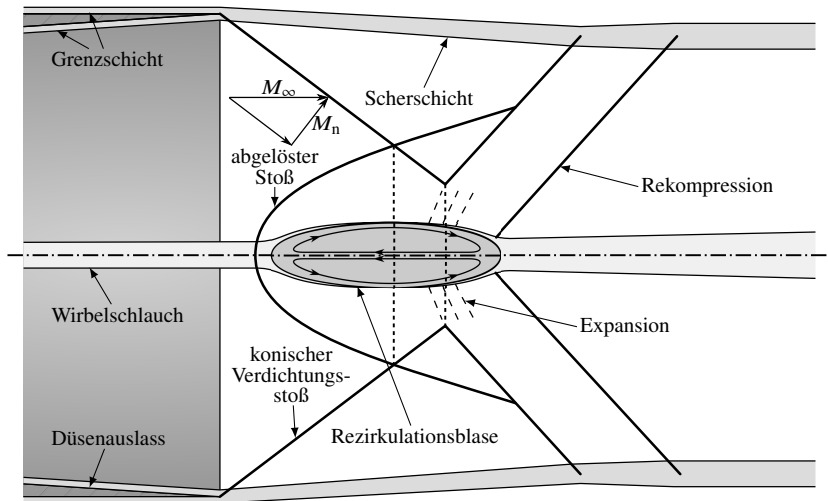 Grenzschicht
M∞
Mn
Scherschicht
abgelöster
Stoß
Rekompression
Wirbelschlauch
Expansion
konischer
Verdichtungs-
stoß
Düsenauslass
Rezirkulationsblase